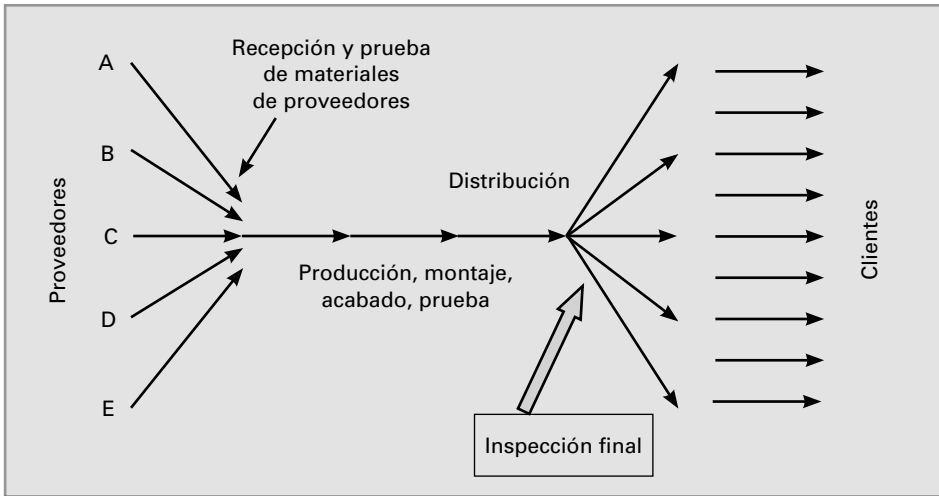 Proveedores
A
B
C
D
E
Recepción y prueba
de materiales
de proveedores
Producción, montaje,
acabado, prueba
Distribución
Inspección final
Clientes